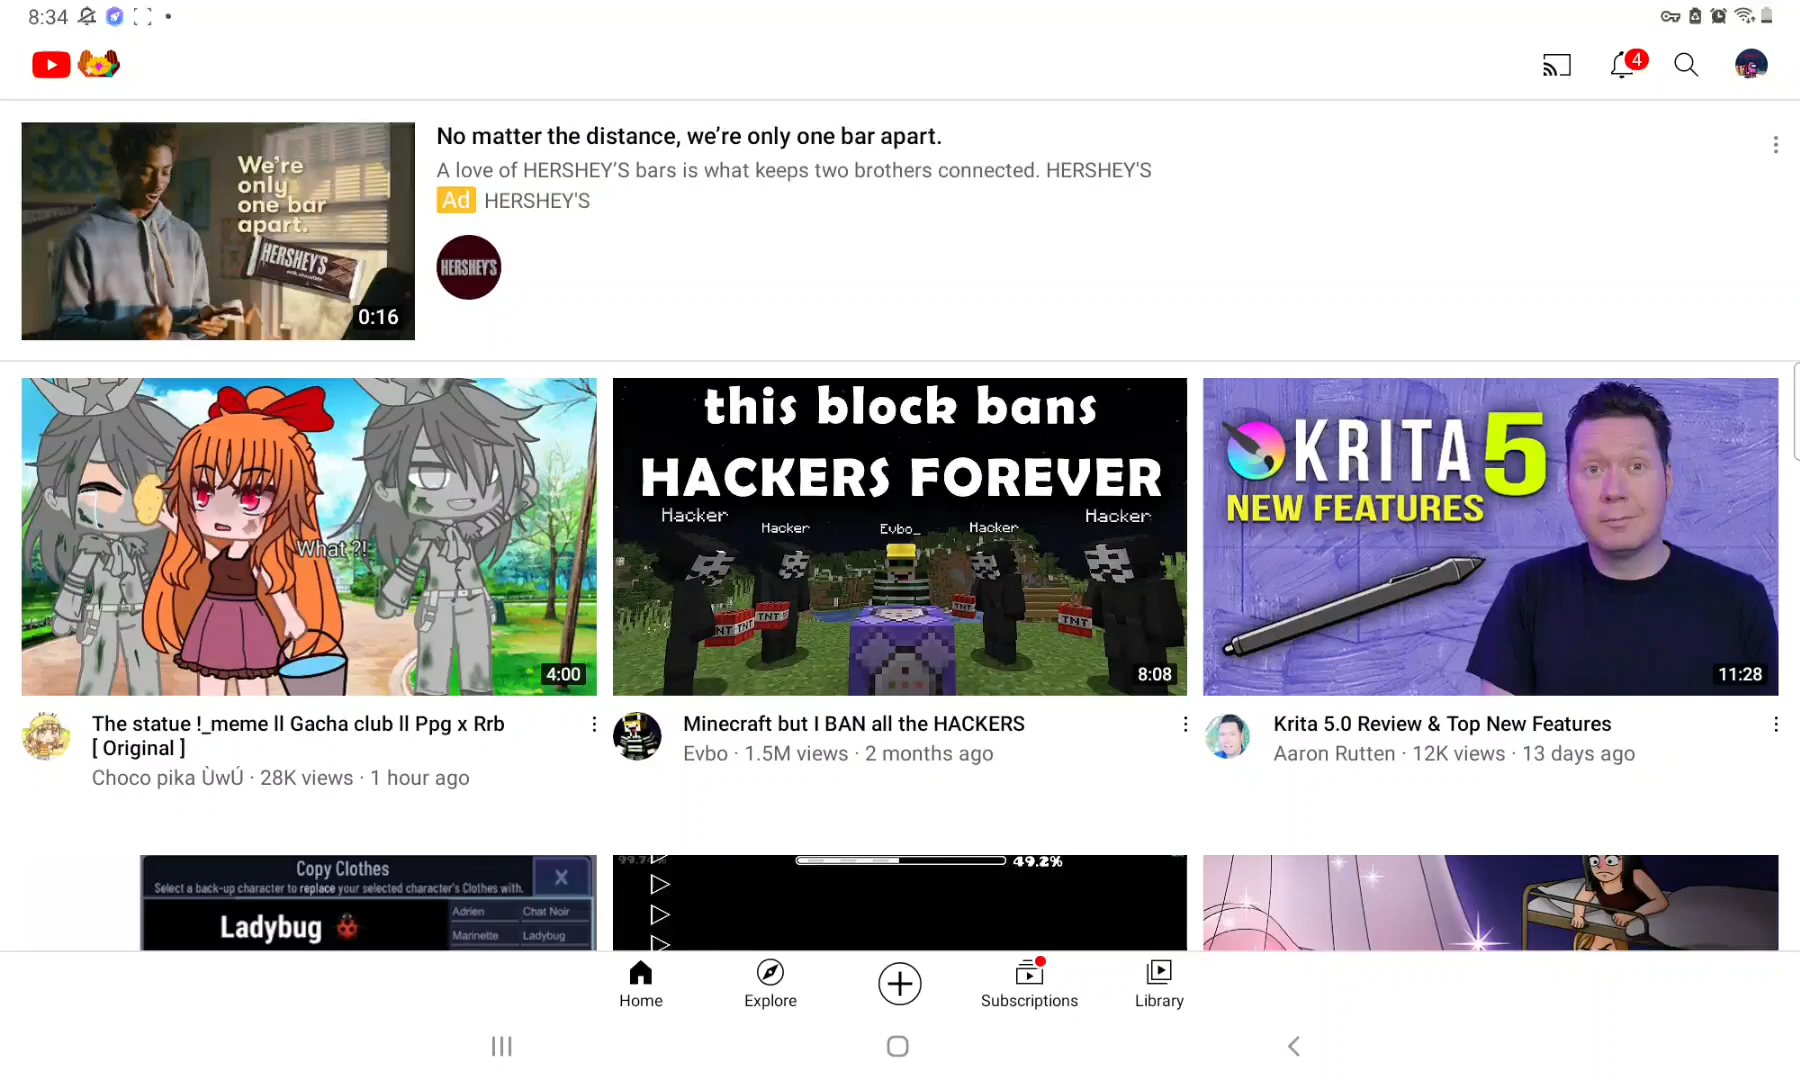 8:34
4
We're
only
one bar
apart.
HERSHEY'S
milk chocolate
0:16
No matter the distance, we’re only one bar apart.
A love of HERSHEY’S bars is what keeps two brothers connected. HERSHEY'S
Ad HERSHEY'S
HERSHEY'S
What ?!
4:00
this block bans
HACKERS FOREVER
Hacker
Hacker
Evbo_
Hacker
Hacker
NT TNT TNT
TNT
TNT
8:08
KRITA 5
NEW FEATURES
11:28
The statue !_meme ll Gacha club ll Ppg x Rrb
[ Original ]
Choco pika ÙwÚ · 28K views · 1 hour ago
Minecraft but I BAN all the HACKERS
Evbo · 1.5M views · 2 months ago
Krita 5.0 Review & Top New Features
Aaron Rutten · 12K views · 13 days ago
Copy Clothes
Select a back-up character to replace your selected character's Clothes with.
X
Ladybug
Adrien Chat Noir
Marinette Ladybug
49.2%
Home
Explore
Subscriptions
Library